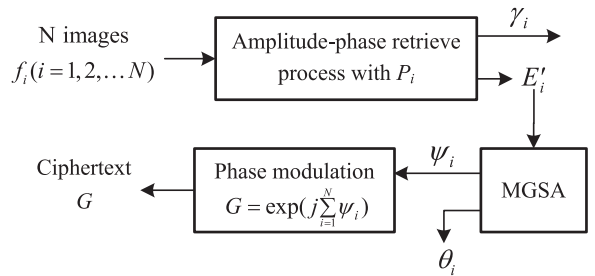 N images
f_i(i = 1,2,...N)
Amplitude-phase retrieve
process with P_i
γ_i
E'_i
Ciphertext
G
Phase modulation
G = exp(j∑_{i=1}^{N} ψ_i)
ψ_i
MGSA
θ_i